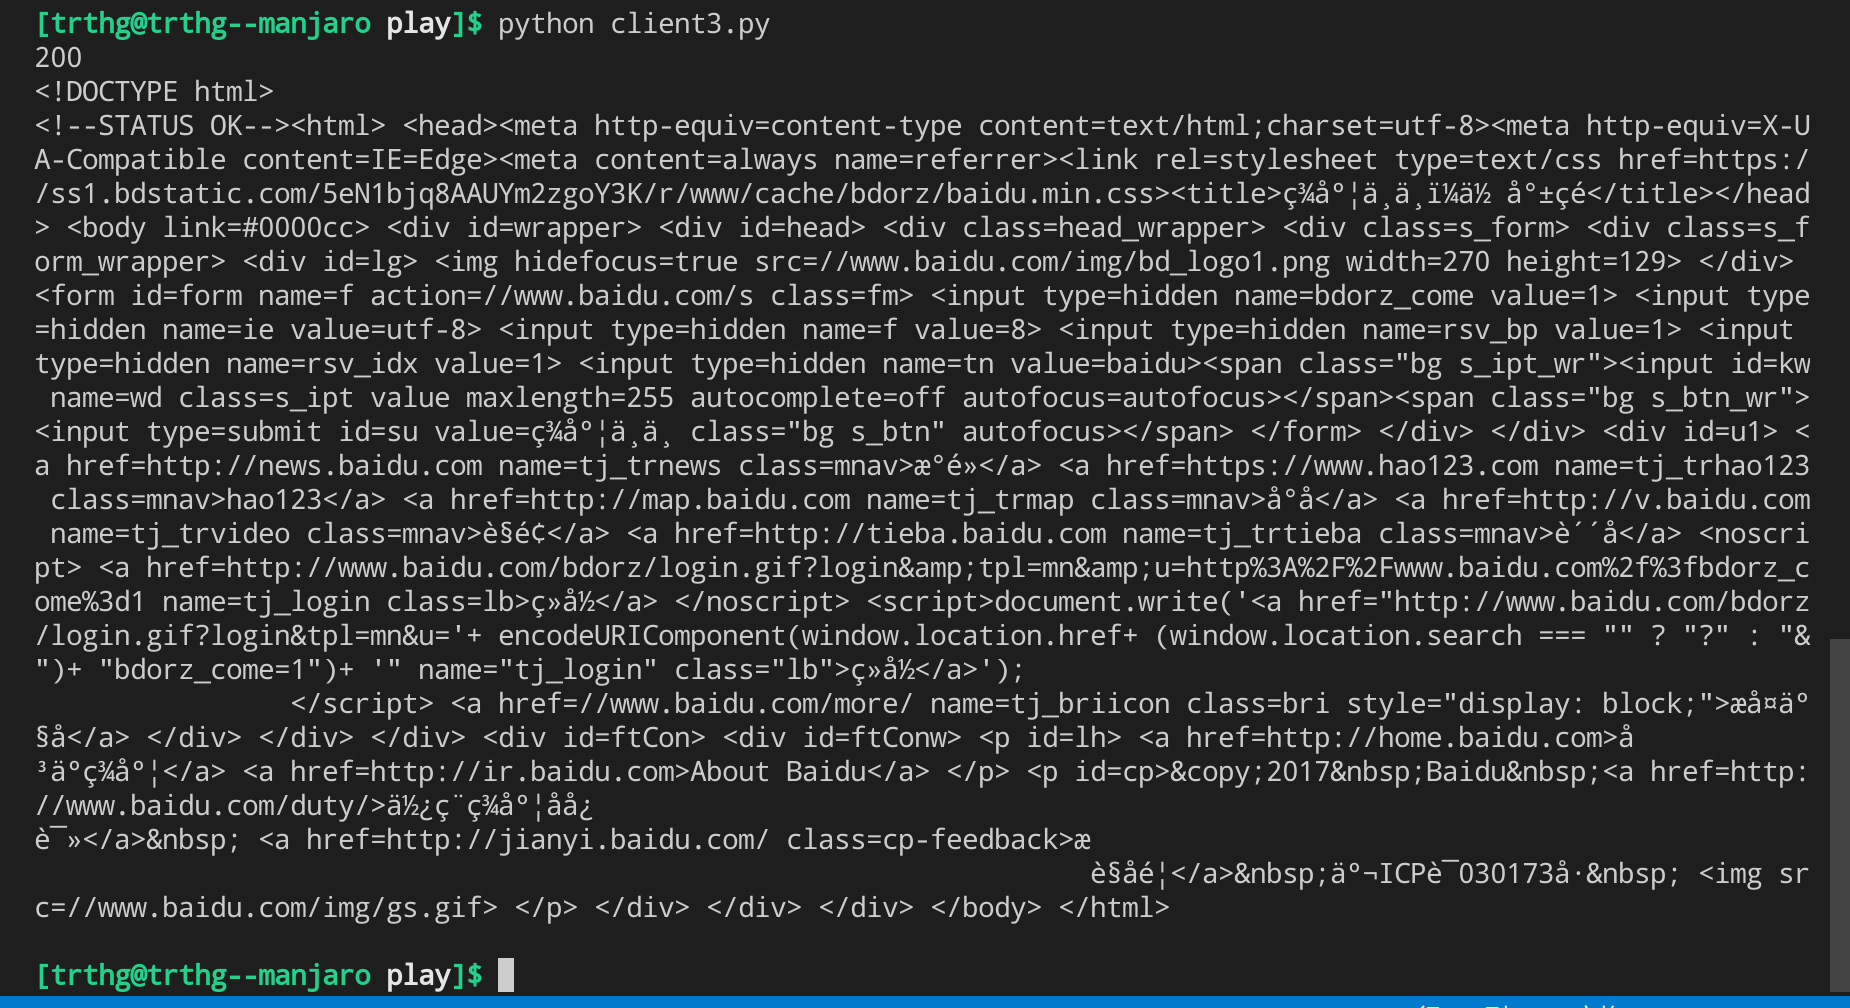 [trthg@trthg--manjaro play]$ python client3.py
200
<!DOCTYPE html>
<!--STATUS OK--><html> <head><meta http-equiv=content-type content=text/html;charset=utf-8><meta http-equiv=X-U
A-Compatible content=IE=Edge><meta content=always name=referrer><link rel=stylesheet type=text/css href=https:/
/ss1.bdstatic.com/5eN1bjq8AAUYm2zgoY3K/r/www/cache/bdorz/baidu.min.css><title>ç¾åº¦ä¸ä¸ï¼ä½ å°±çé</title></head
> <body link=#0000cc> <div id=wrapper> <div id=head> <div class=head_wrapper> <div class=s_form> <div class=s_f
orm_wrapper> <div id=lg> <img hidefocus=true src=//www.baidu.com/img/bd_logo1.png width=270 height=129> </div>
<form id=form name=f action=//www.baidu.com/s class=fm> <input type=hidden name=bdorz_come value=1> <input type
=hidden name=ie value=utf-8> <input type=hidden name=f value=8> <input type=hidden name=rsv_bp value=1> <input
type=hidden name=rsv_idx value=1> <input type=hidden name=tn value=baidu><span class="bg s_ipt_wr"><input id=kw
 name=wd class=s_ipt value maxlength=255 autocomplete=off autofocus=autofocus></span><span class="bg s_btn_wr">
<input type=submit id=su value=ç¾åº¦ä¸ä¸ class="bg s_btn" autofocus></span> </form> </div> </div> <div id=u1> <
a href=http://news.baidu.com name=tj_trnews class=mnav>æ°é»</a> <a href=https://www.hao123.com name=tj_trhao123
 class=mnav>hao123</a> <a href=http://map.baidu.com name=tj_trmap class=mnav>å°å</a> <a href=http://v.baidu.com
 name=tj_trvideo class=mnav>è§é¢</a> <a href=http://tieba.baidu.com name=tj_trtieba class=mnav>è´´å</a> <noscri
pt> <a href=http://www.baidu.com/bdorz/login.gif?login&amp;tpl=mn&amp;u=http%3A%2F%2Fwww.baidu.com%2f%3fbdorz_c
ome%3d1 name=tj_login class=lb>ç»å½</a> </noscript> <script>document.write('<a href="http://www.baidu.com/bdorz
/login.gif?login&tpl=mn&u='+ encodeURIComponent(window.location.href+ (window.location.search === "" ? "?" : "&
")+ "bdorz_come=1")+ '" name="tj_login" class="lb">ç»å½</a>');
                </script> <a href=//www.baidu.com/more/ name=tj_briicon class=bri style="display: block;">æå¤äº
§å</a> </div> </div> </div> <div id=ftCon> <div id=ftConw> <p id=lh> <a href=http://home.baidu.com>å
³äºç¾åº¦</a> <a href=http://ir.baidu.com>About Baidu</a> </p> <p id=cp>&copy;2017&nbsp;Baidu&nbsp;<a href=http:
//www.baidu.com/duty/>ä½¿ç¨ç¾åº¦åå¿
è¯»</a>&nbsp; <a href=http://jianyi.baidu.com/ class=cp-feedback>æ
è§åé¦</a>&nbsp;äº¬ICPè¯030173å·&nbsp; <img sr
c=//www.baidu.com/img/gs.gif> </p> </div> </div> </div> </body> </html>
[trthg@trthg--manjaro play]$